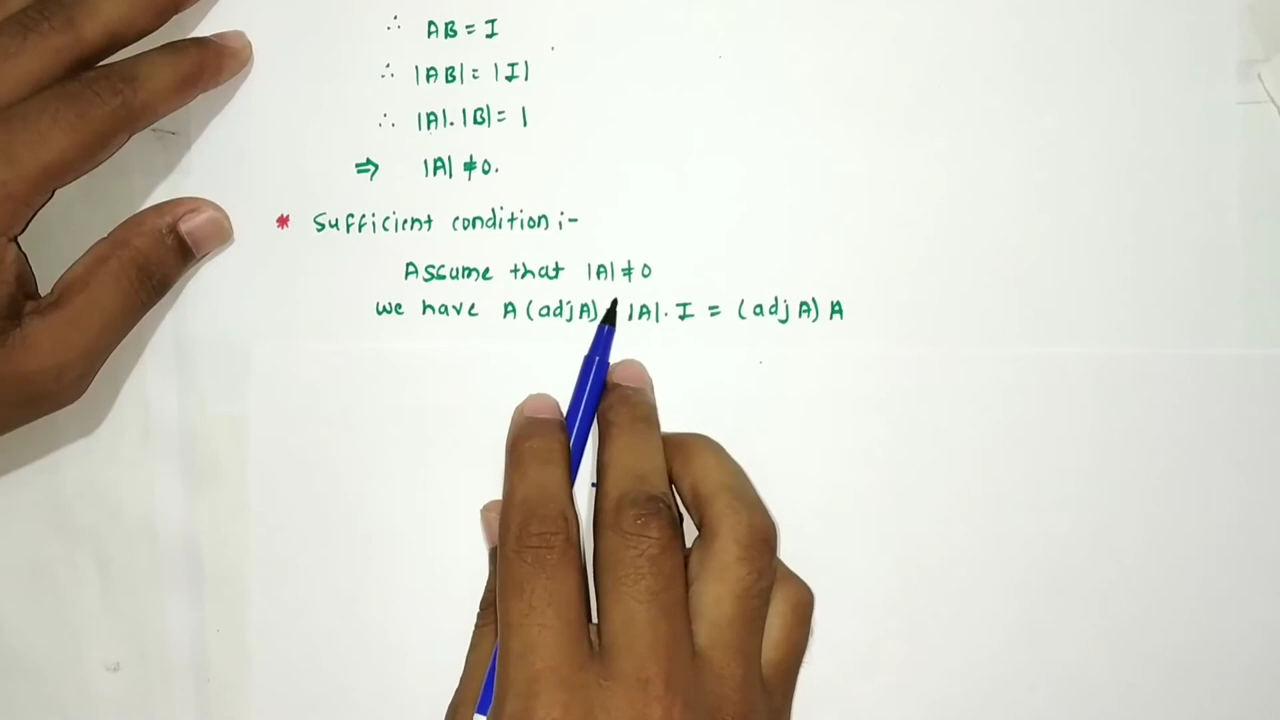 ∴ AB = I
∴ |AB| = |I|
∴ |A|.|B| = 1
⇒ |A| ≠ 0.
* Sufficient condition :-
Assume that |A| ≠ 0
we have A (adj A) |A|. I = (adj A) A